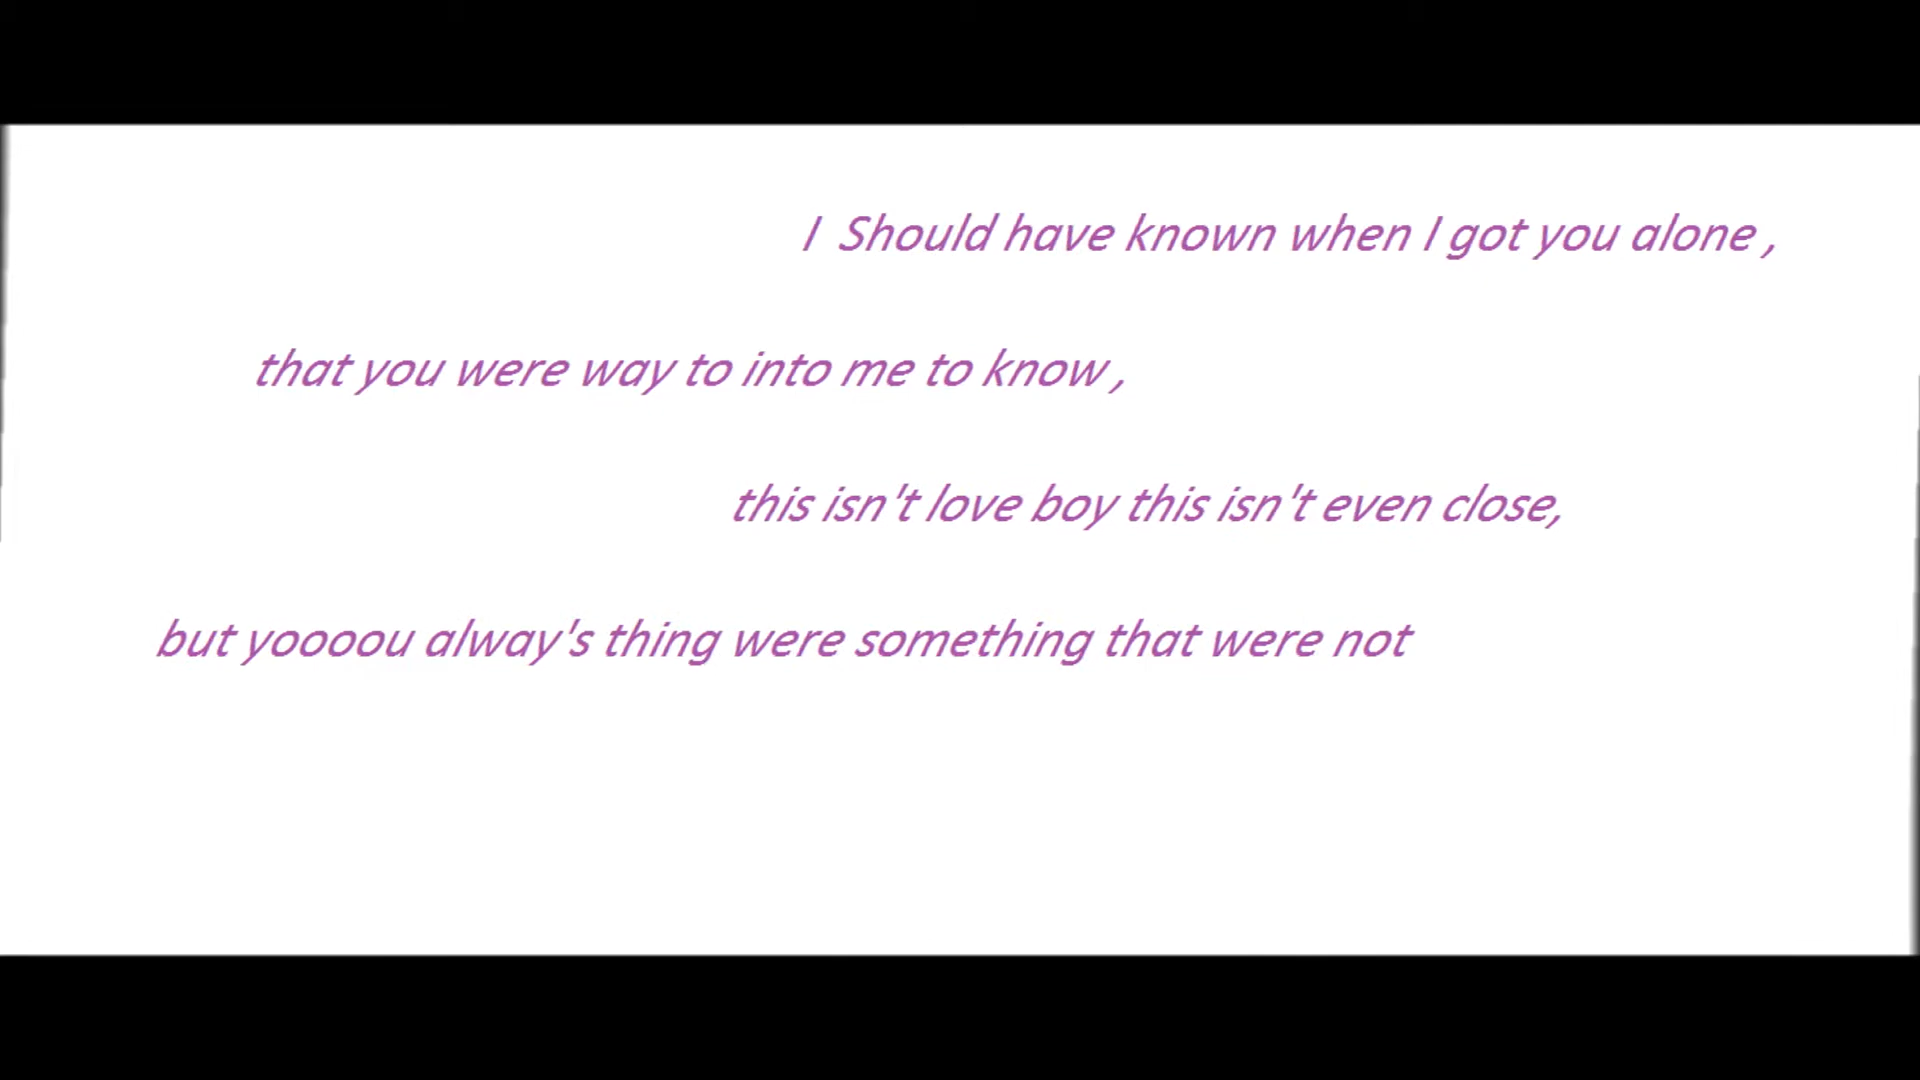 I Should have known when I got you alone ,
that you were way to into me to know ,
this isn't love boy this isn't even close,
but yoooou alway's thing were something that were not